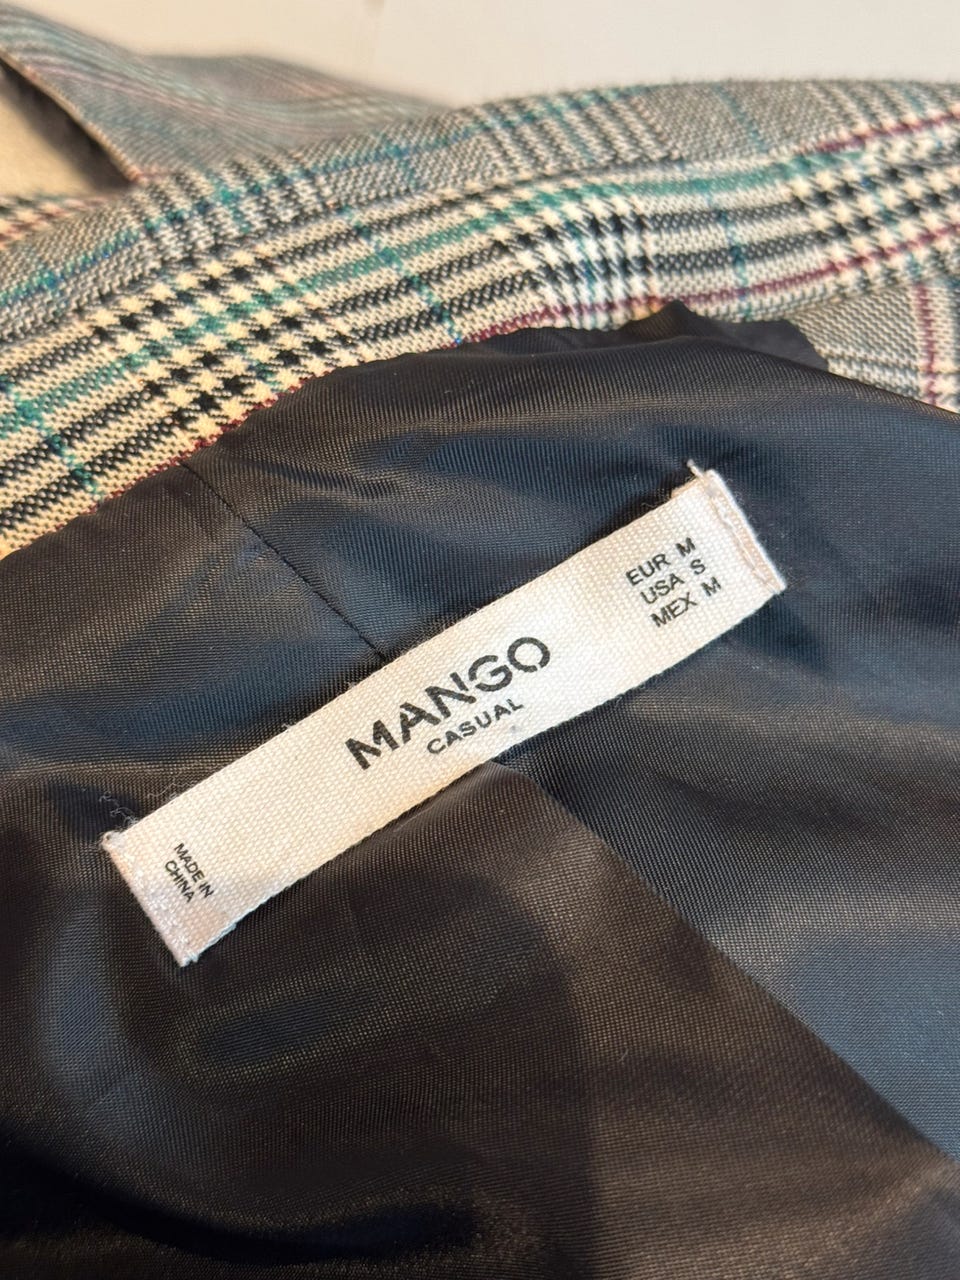 MANGO
CASUAL
EUR M
USA S
MEX M
MADE IN
CHINA